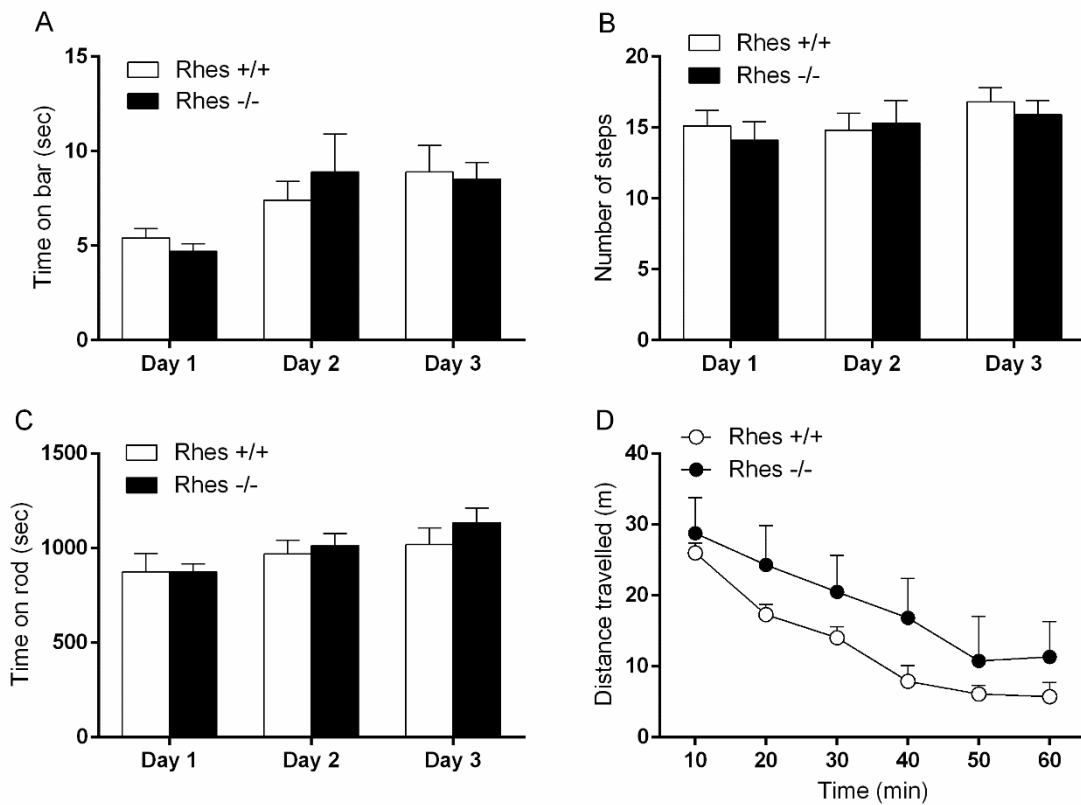 A
Time on bar (sec)
15
10
5
0
Rhes +/+
Rhes -/-
Day 1 Day 2 Day 3
B
Number of steps
20
15
10
5
0
Rhes +/+
Rhes -/-
Day 1 Day 2 Day 3
C
Time on rod (sec)
1500
1000
500
0
Rhes +/+
Rhes -/-
Day 1 Day 2 Day 3
D
Distance travelled (m)
40
30
20
10
0
Rhes +/+
Rhes -/-
10 20 30 40 50 60
Time (min)